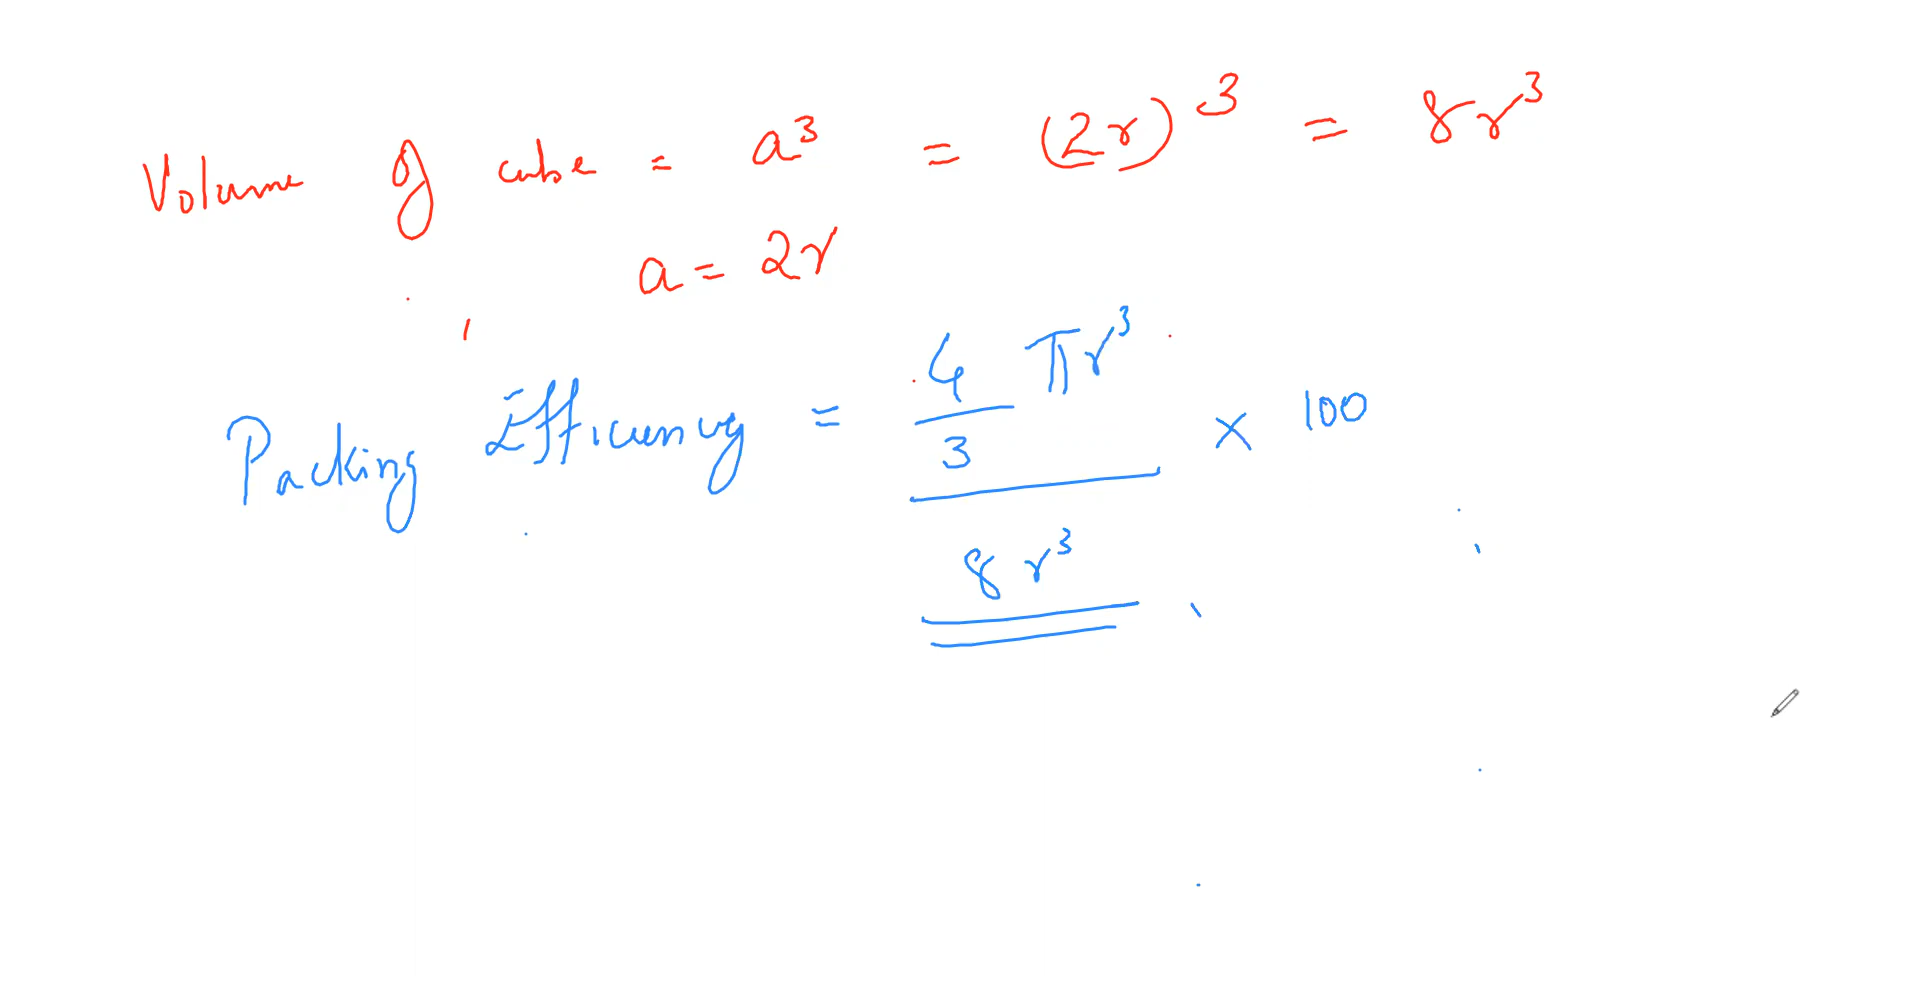 Volume of cube = a³ = (2r)³ = 8r³
a = 2r
Packing Efficiency = 4/3 πr³ / 8r³ × 100